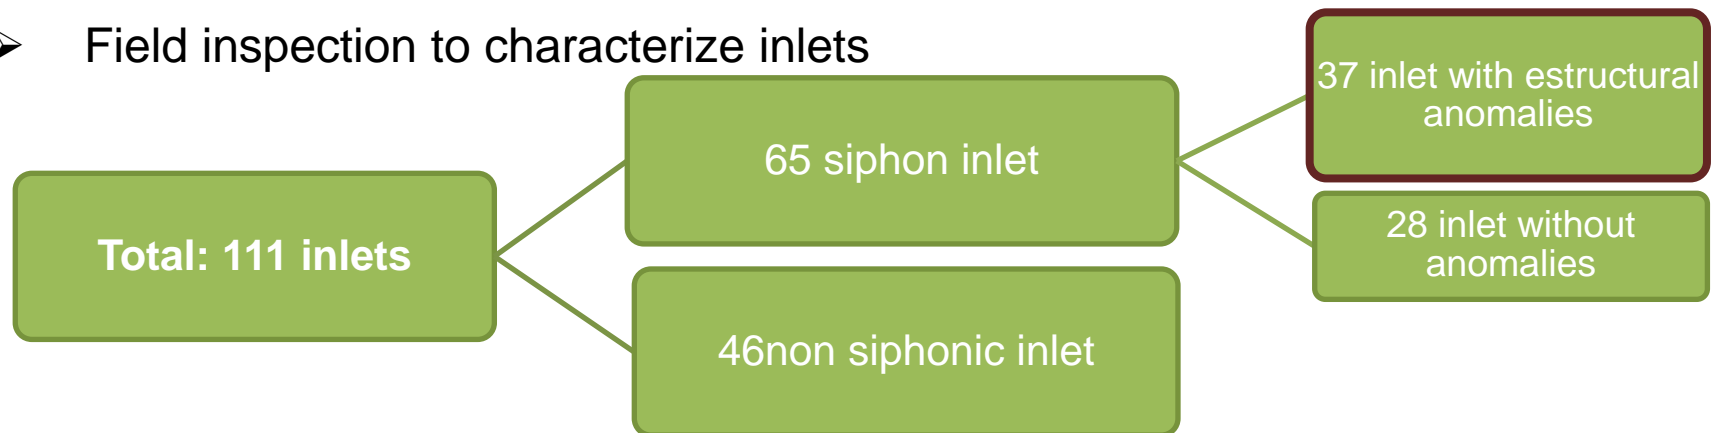 ➢ Field inspection to characterize inlets
37 inlet with estructural
anomalies
65 siphon inlet
28 inlet without
anomalies
Total: 111 inlets
46non siphonic inlet